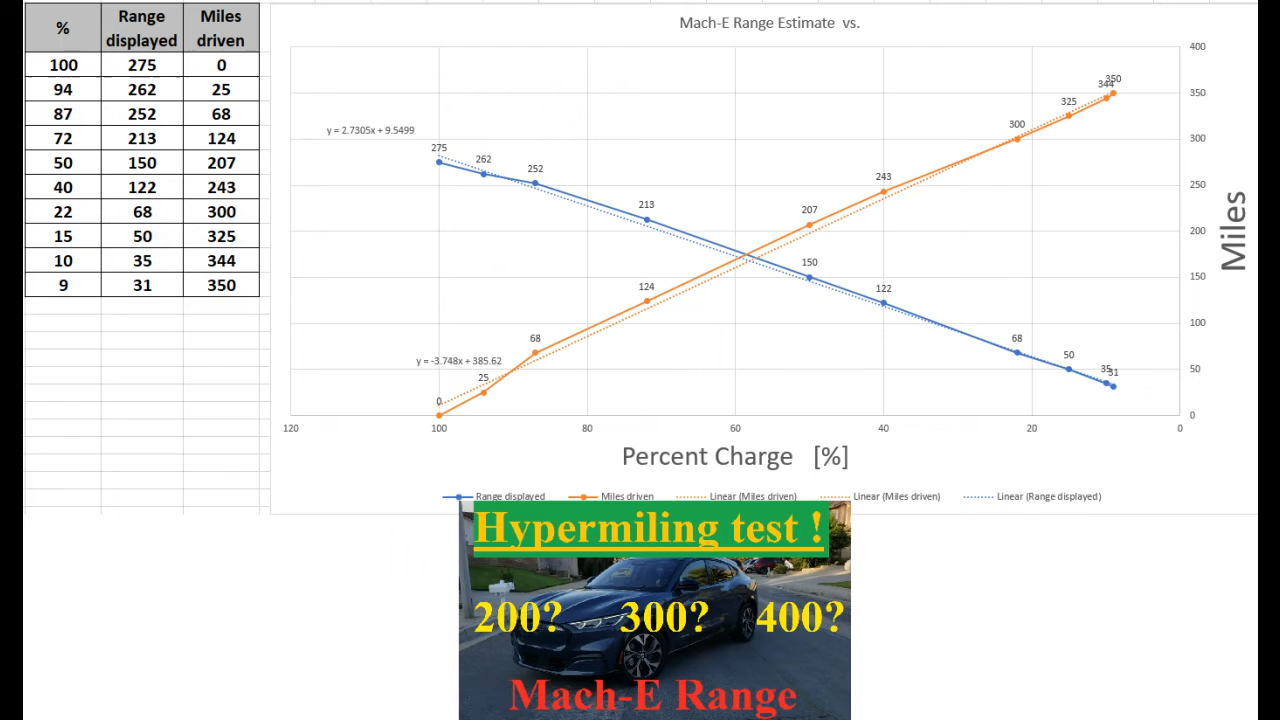 % Range displayed Miles driven
100 275 0
94 262 25
87 252 68
72 213 124
50 150 207
40 122 243
22 68 300
15 50 325
10 35 344
9 31 350
Mach-E Range Estimate vs.
y = 2.7305x + 9.5499
y = -3.748x + 385.62
275 262 252 213 150 122 68 50 35 31
0 25 68 124 207 243 300 325 344 350
400
350
300
250
200
150
100
50
0
Miles
120 100 80 60 40 20 0
Percent Charge [%]
Range displayed Miles driven Linear (Miles driven) Linear (Miles driven) Linear (Range displayed)
Hypermiling test !
200? 300? 400?
Mach-E Range